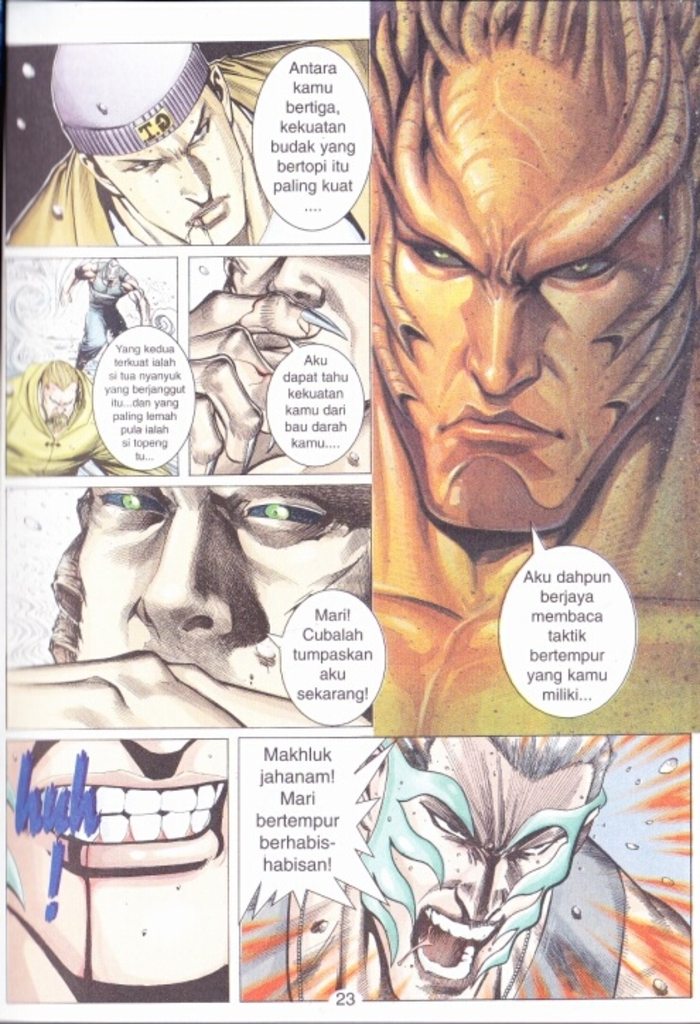 T.G
Antara
kamu
bertiga,
kekuatan
budak yang
bertopi itu
paling kuat
....
Yang kedua
terkuat ialah
si tua nyanyuk
yang berjanggut
itu...dan yang
paling lemah
pula ialah
si topeng
tu...
Aku
dapat tahu
kekuatan
kamu dari
bau darah
kamu....
Aku dahpun
berjaya
membaca
taktik
bertempur
yang kamu
miliki...
Mari!
Cubalah
tumpaskan
aku
sekarang!
huh
!
Makhluk
jahanam!
Mari
bertempur
berhabis-
habisan!
23